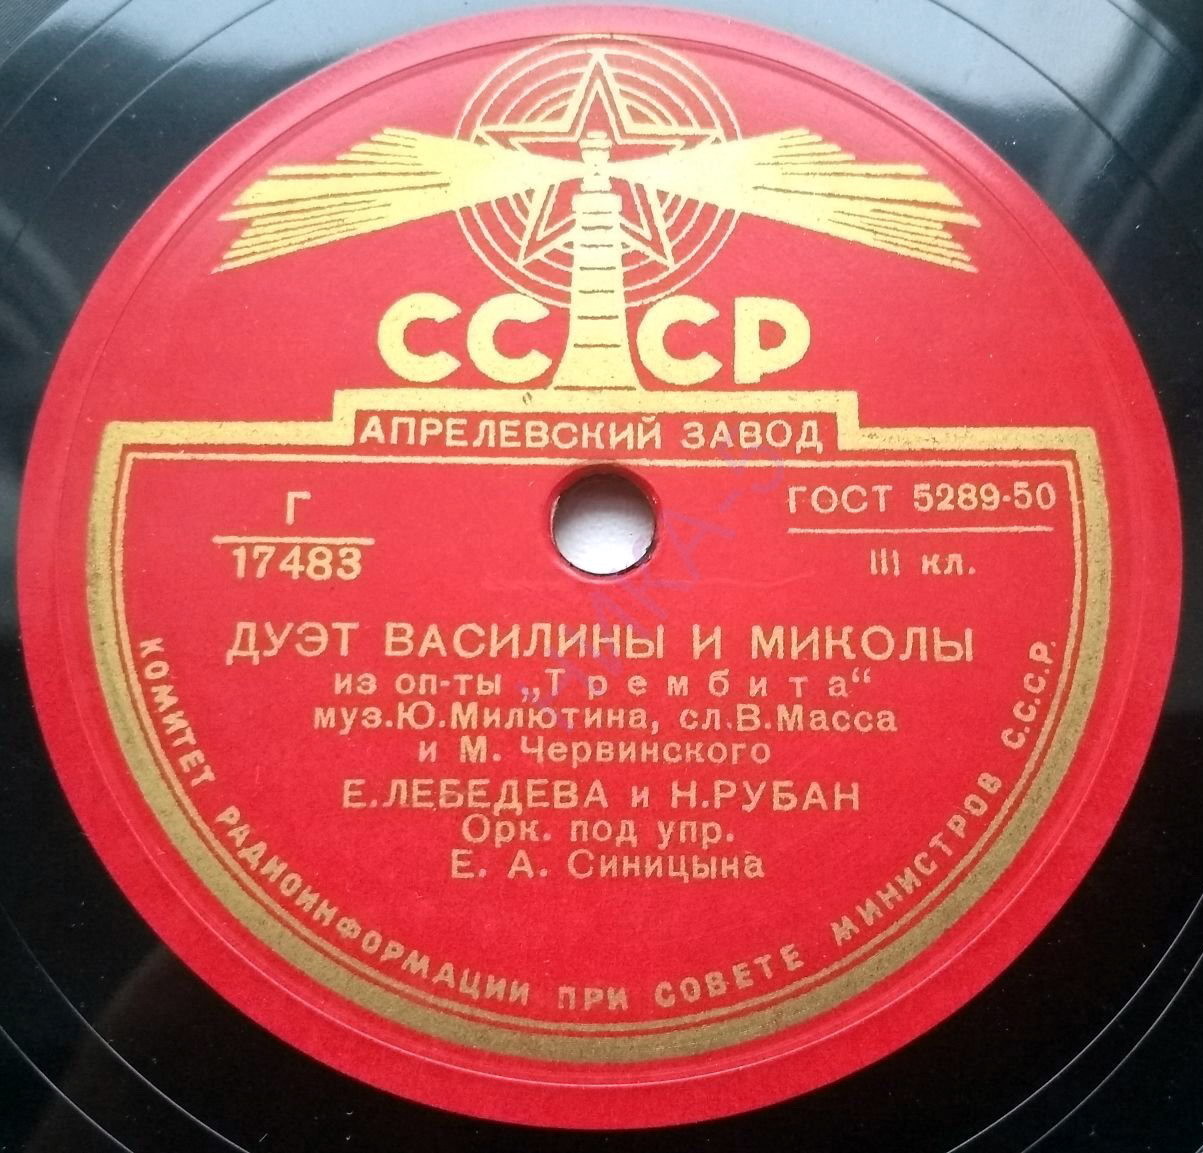 СССР
АПРЕЛЕВСКИЙ ЗАВОД
Г
17483
ГОСТ 5289-50
III кл.
ДУЭТ ВАСИЛИНЫ И МИКОЛЫ
из оп-ты „Трембита“
муз.Ю.Милютина, сл.В.Масса
и М. Червинского
Е.ЛЕБЕДЕВА и Н.РУБАН
Орк. под упр.
Е. А. Синицына
КОМИТЕТ РАДИОИНФОРМАЦИИ ПРИ СОВЕТЕ МИНИСТРОВ С.С.С.Р.